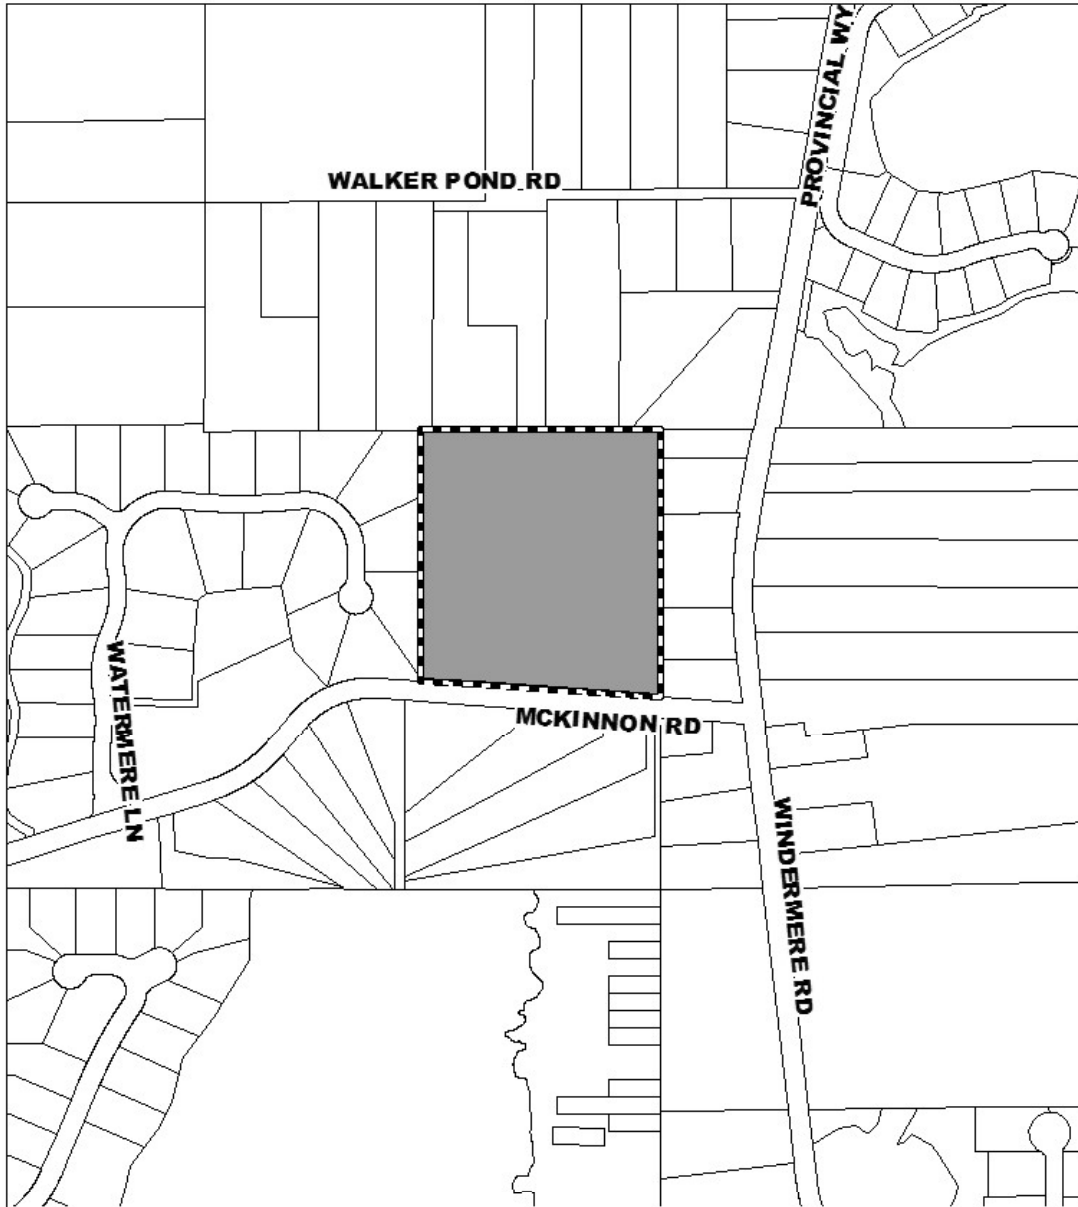 PROVINCIAL WY
WALKER POND RD
WATERMERE LN
MCKINNON RD
WINDERMERE RD